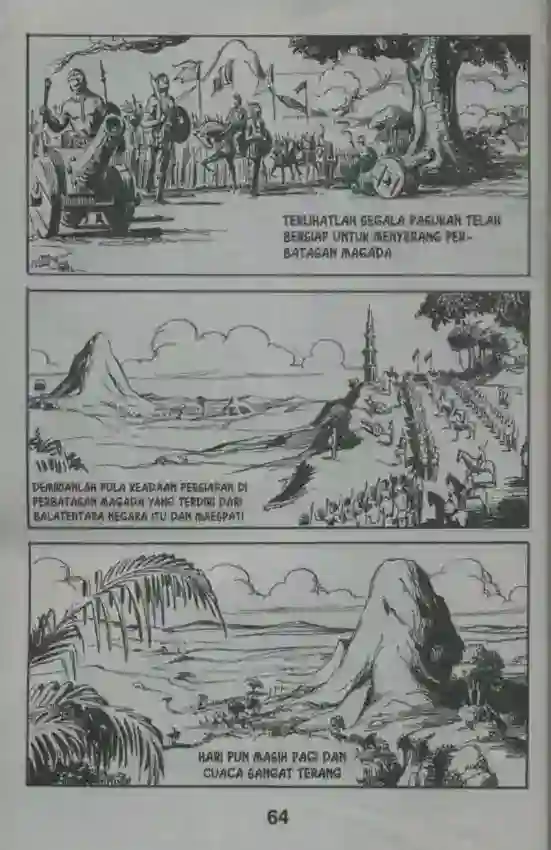 TERLIHATLAH SEGALA PASUKAN TELAH
BERSIAP UNTUK MENYERANG PER-
BATASAN MAGADA
DEMIKIANLAH PULA KEADAAN PERSIAPAN DI
PERBATASAN MAGADA YANG TERDIRI DARI
BALATENTARA NEGARA ITU DAN MAESPATI
HARI PUN MASIH PAGI DAN
CUACA SANGAT TERANG
64